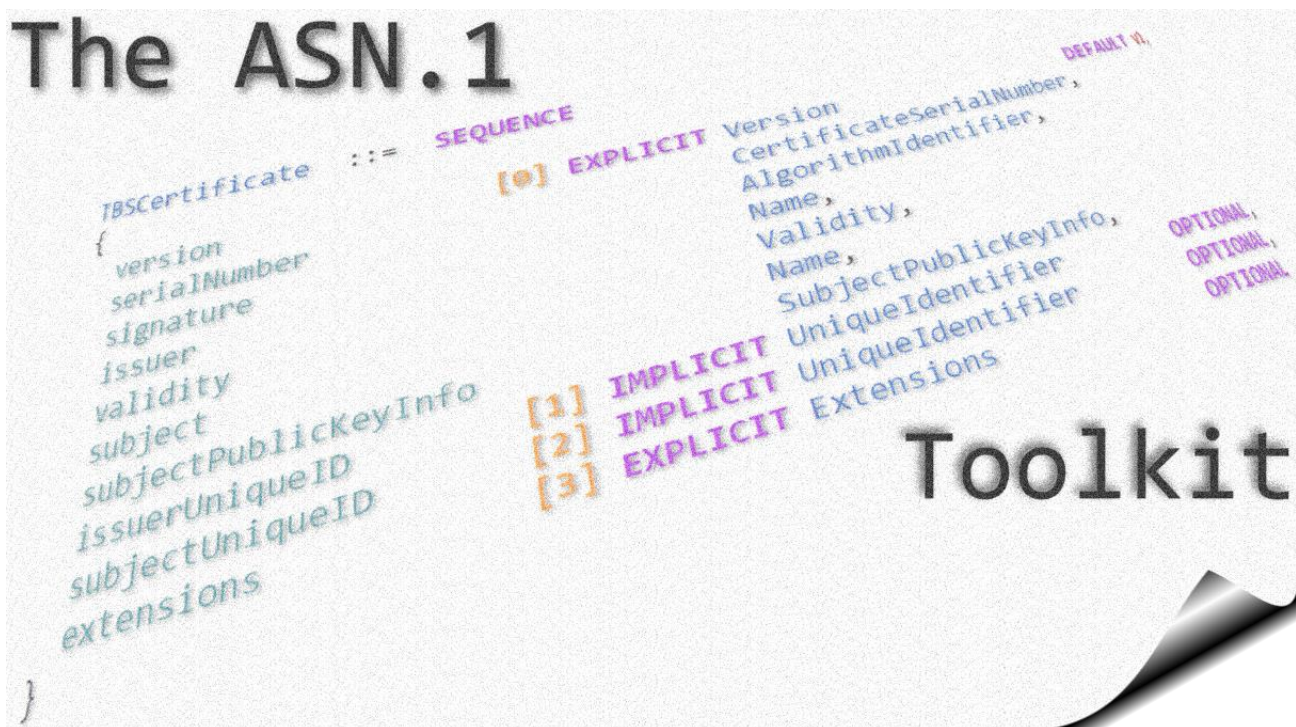 The ASN.1
TBSCertificate ::= SEQUENCE
{
version [0] EXPLICIT Version DEFAULT v1,
serialNumber CertificateSerialNumber,
signature AlgorithmIdentifier,
issuer Name,
validity Validity,
subject Name,
subjectPublicKeyInfo SubjectPublicKeyInfo,
issuerUniqueID [1] IMPLICIT UniqueIdentifier OPTIONAL,
subjectUniqueID [2] IMPLICIT UniqueIdentifier OPTIONAL,
extensions [3] EXPLICIT Extensions OPTIONAL
}
Toolkit